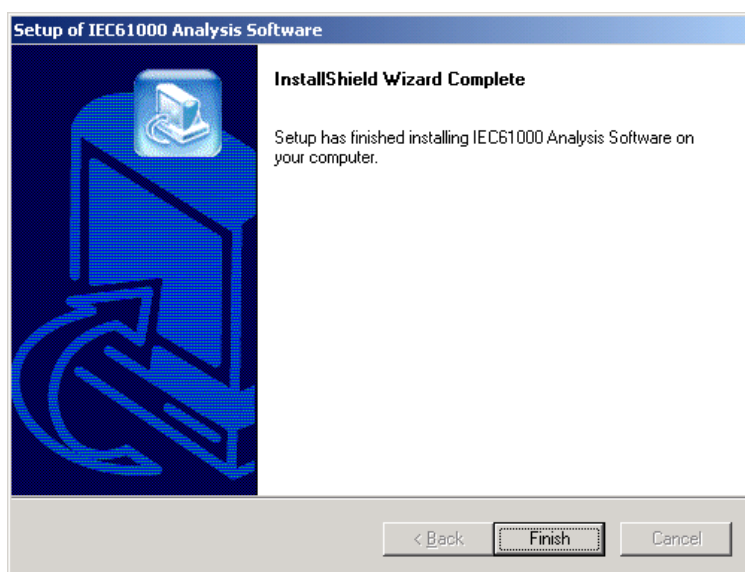 Setup of IEC61000 Analysis Software
InstallShield Wizard Complete
Setup has finished installing IEC61000 Analysis Software on
your computer.
< Back
Finish
Cancel